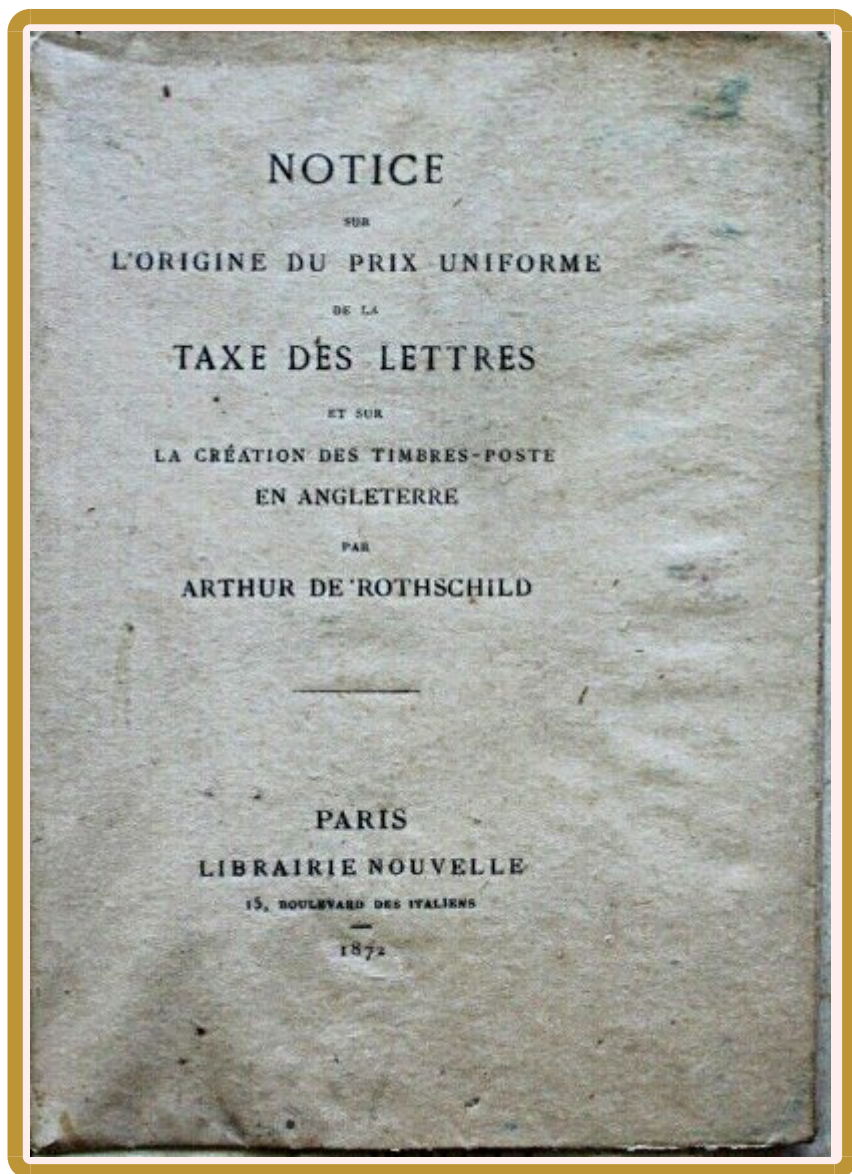 NOTICE
SUR
L'ORIGINE DU PRIX UNIFORME
DE LA
TAXE DES LETTRES
ET SUR
LA CRÉATION DES TIMBRES-POSTE
EN ANGLETERRE
PAR
ARTHUR DE ROTHSCHILD
PARIS
LIBRAIRIE NOUVELLE
15, BOULEVARD DES ITALIENS
1872